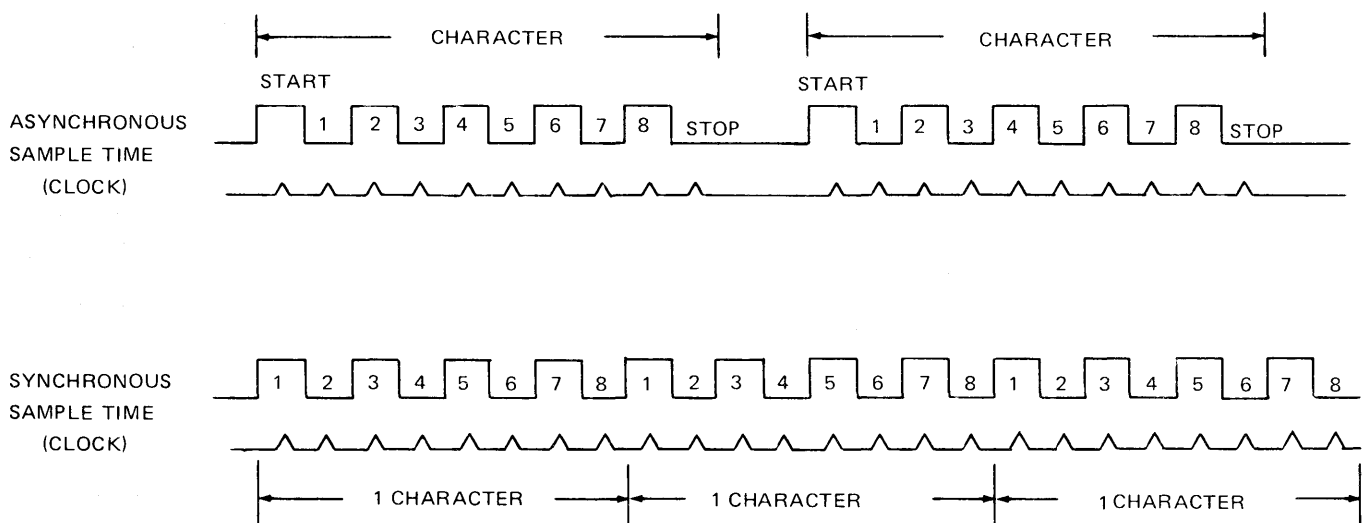 CHARACTER CHARACTER
START START
ASYNCHRONOUS
SAMPLE TIME
(CLOCK)
1 2 3 4 5 6 7 8 STOP 1 2 3 4 5 6 7 8 STOP
SYNCHRONOUS
SAMPLE TIME
(CLOCK)
1 2 3 4 5 6 7 8 1 2 3 4 5 6 7 8 1 2 3 4 5 6 7 8
1 CHARACTER 1 CHARACTER 1 CHARACTER